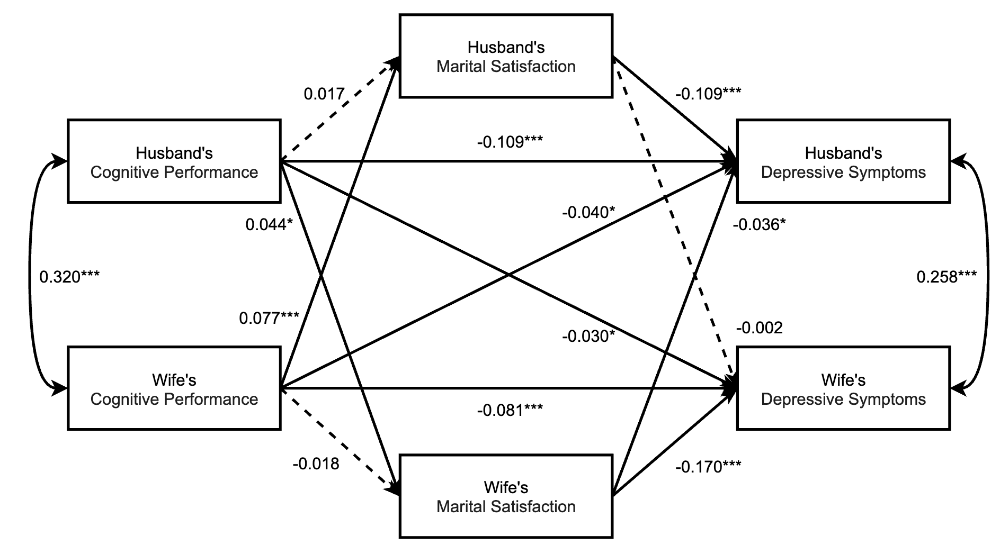 Husband's
Marital Satisfaction
0.017
-0.109***
Husband's
Cognitive Performance
-0.109***
Husband's
Depressive Symptoms
0.044*
-0.040*
-0.036*
0.320***
0.258***
0.077***
-0.030*
-0.002
Wife's
Cognitive Performance
Wife's
Depressive Symptoms
-0.081***
-0.018
-0.170***
Wife's
Marital Satisfaction